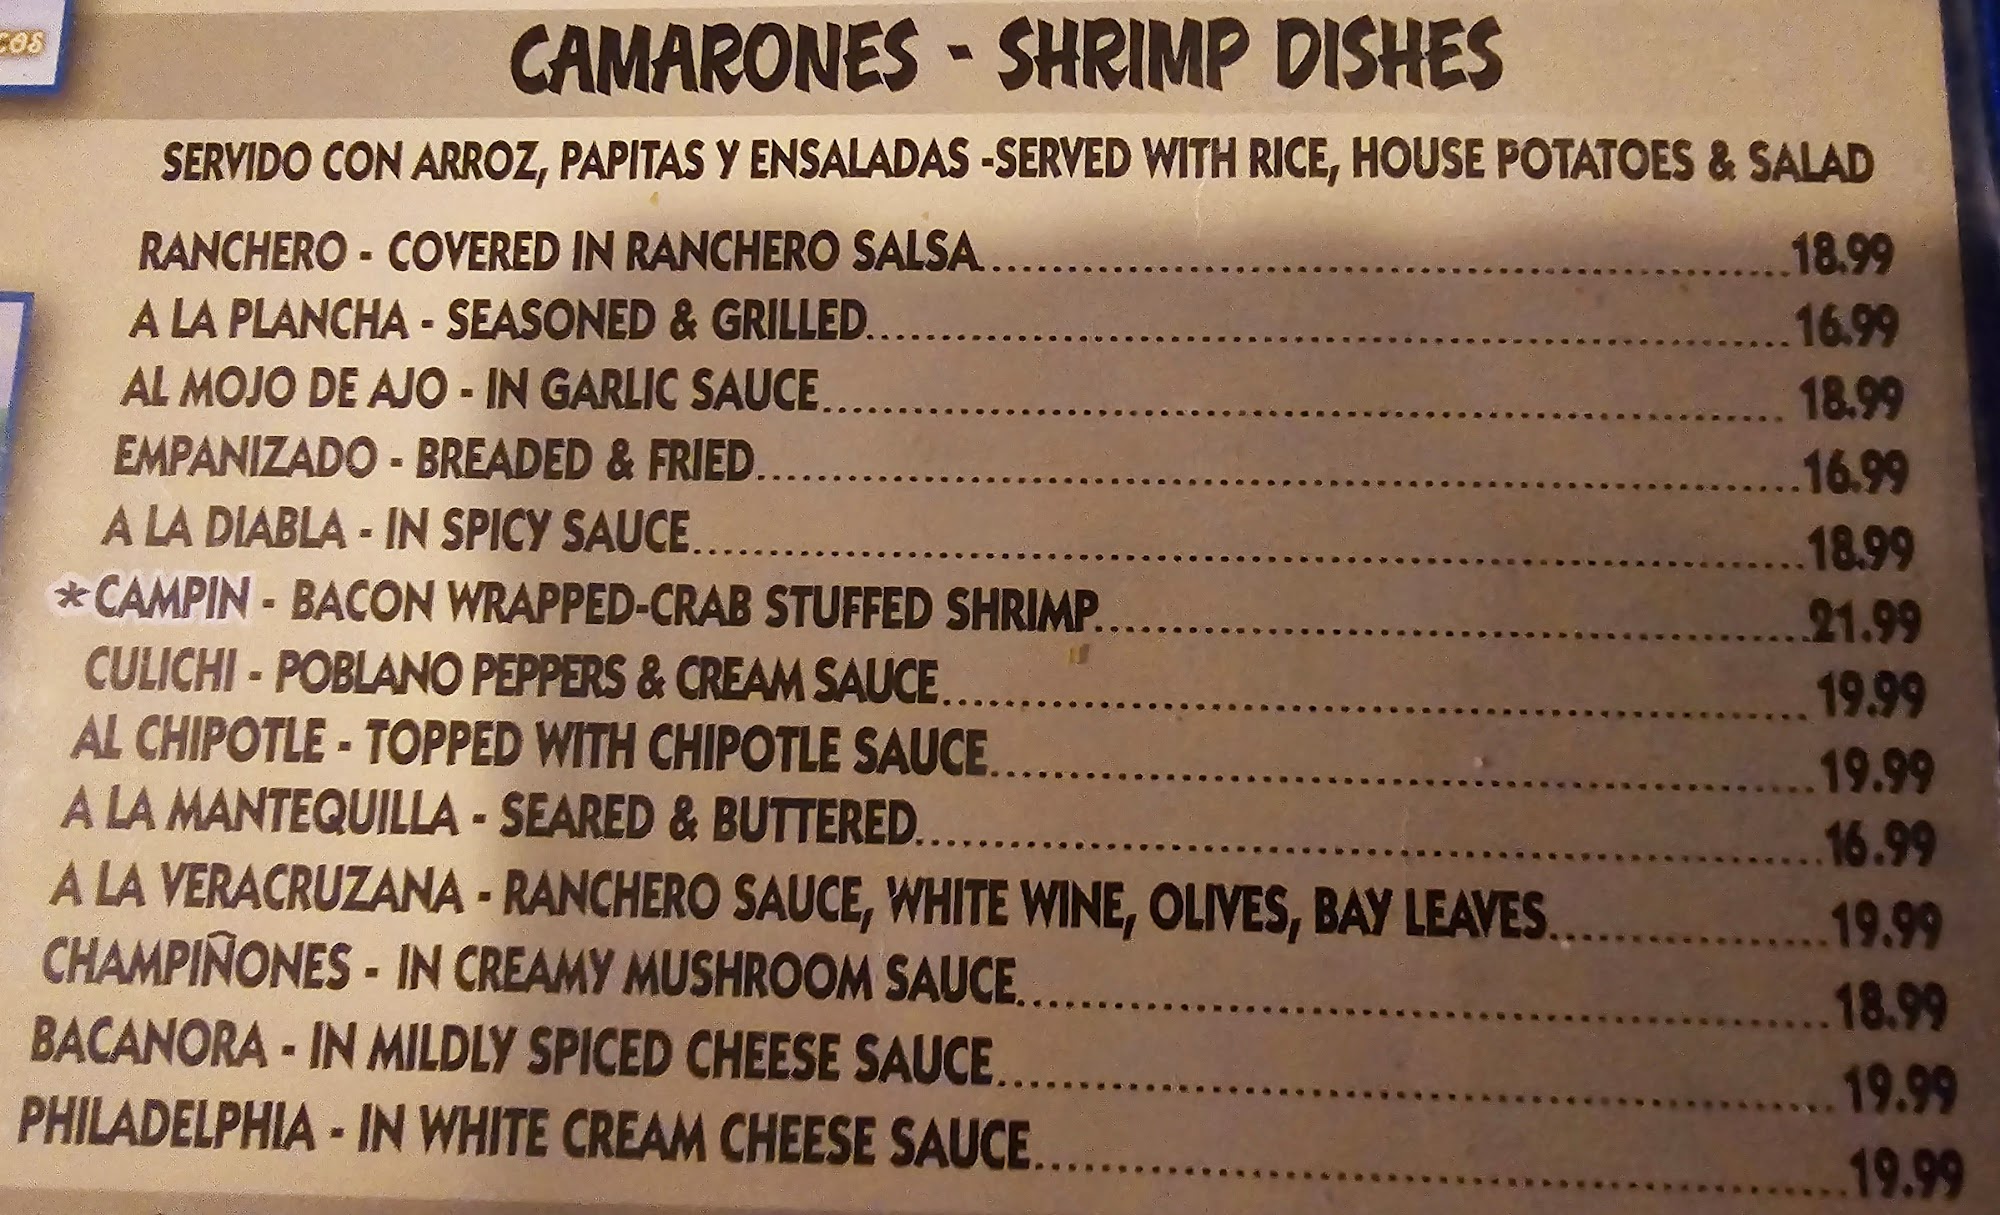 cos
CAMARONES - SHRIMP DISHES
SERVIDO CON ARROZ, PAPITAS Y ENSALADAS -SERVED WITH RICE, HOUSE POTATOES & SALAD
RANCHERO - COVERED IN RANCHERO SALSA 18.99
A LA PLANCHA - SEASONED & GRILLED 16.99
AL MOJO DE AJO - IN GARLIC SAUCE 18.99
EMPANIZADO - BREADED & FRIED 16.99
A LA DIABLA - IN SPICY SAUCE 18.99
*CAMPIN - BACON WRAPPED-CRAB STUFFED SHRIMP 21.99
CULICHI - POBLANO PEPPERS & CREAM SAUCE 19.99
AL CHIPOTLE - TOPPED WITH CHIPOTLE SAUCE 19.99
A LA MANTEQUILLA - SEARED & BUTTERED 16.99
A LA VERACRUZANA - RANCHERO SAUCE, WHITE WINE, OLIVES, BAY LEAVES 19.99
CHAMPIÑONES - IN CREAMY MUSHROOM SAUCE 18.99
BACANORA - IN MILDLY SPICED CHEESE SAUCE 19.99
PHILADELPHIA - IN WHITE CREAM CHEESE SAUCE 19.99